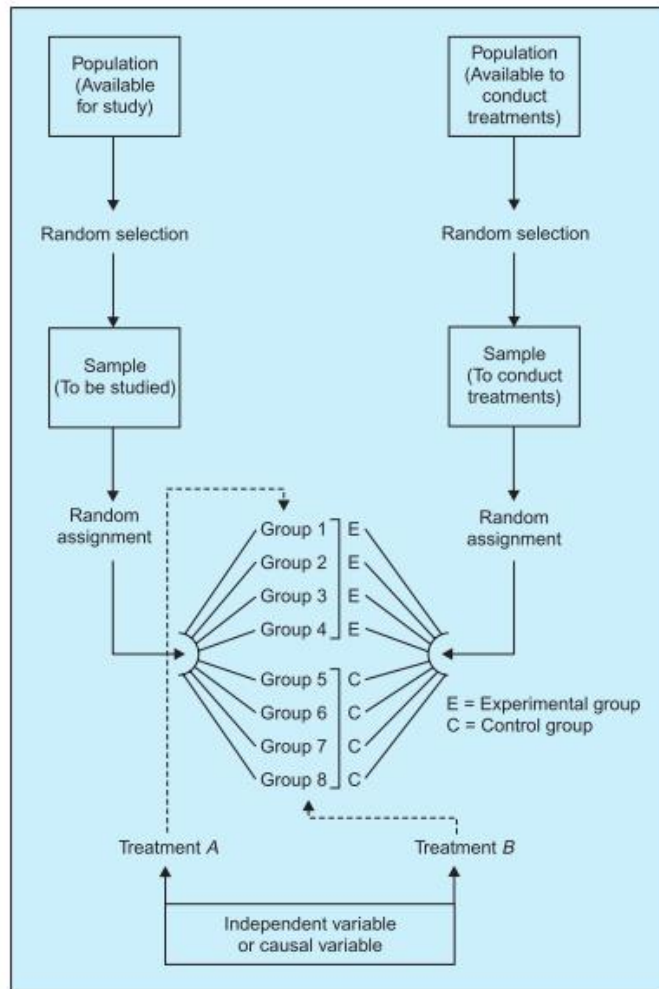 Population
(Available
for study)
Population
(Available to
conduct
treatments)
Random selection
Random selection
Sample
(To be studied)
Sample
(To conduct
treatments)
Random
assignment
Random
assignment
Group 1 E
Group 2 E
Group 3 E
Group 4 E
Group 5 C
Group 6 C
Group 7 C
Group 8 C
E = Experimental group
C = Control group
Treatment A
Treatment B
Independent variable
or causal variable